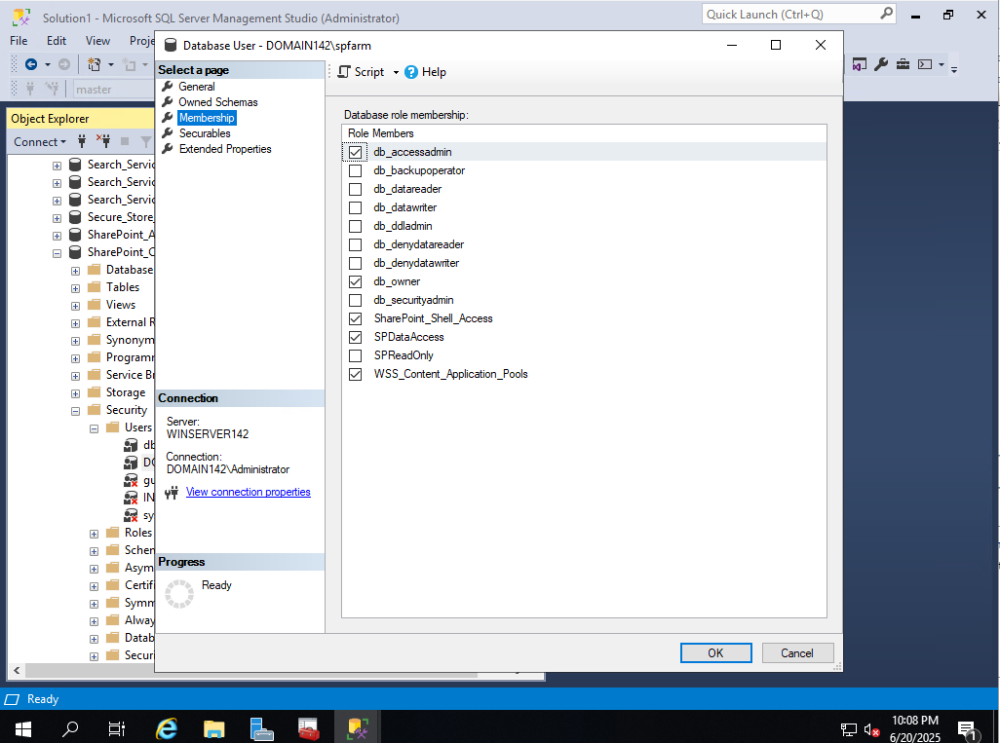 Solution1 - Microsoft SQL Server Management Studio (Administrator)
Quick Launch (Ctrl+Q)
File Edit View Proje
master
Object Explorer
Connect
Search_Servic
Search_Servic
Search_Servic
Secure_Store_
SharePoint_A
SharePoint_C
Database
Tables
Views
External R
Synonym
Programm
Service Br
Storage
Security
Users
db
DO
gu
IN
sy
Roles
Schem
Asym
Certifi
Symm
Alway
Datab
Securi
Database User - DOMAIN142\spfarm
Select a page
General
Owned Schemas
Membership
Securables
Extended Properties
Connection
Server:
WINSERVER142
Connection:
DOMAIN142\Administrator
View connection properties
Progress
Ready
Script Help
Database role membership:
Role Members
db_accessadmin
db_backupoperator
db_datareader
db_datawriter
db_ddladmin
db_denydatareader
db_denydatawriter
db_owner
db_securityadmin
SharePoint_Shell_Access
SPDataAccess
SPReadOnly
WSS_Content_Application_Pools
OK Cancel
Ready
10:08 PM
6/20/2025
1